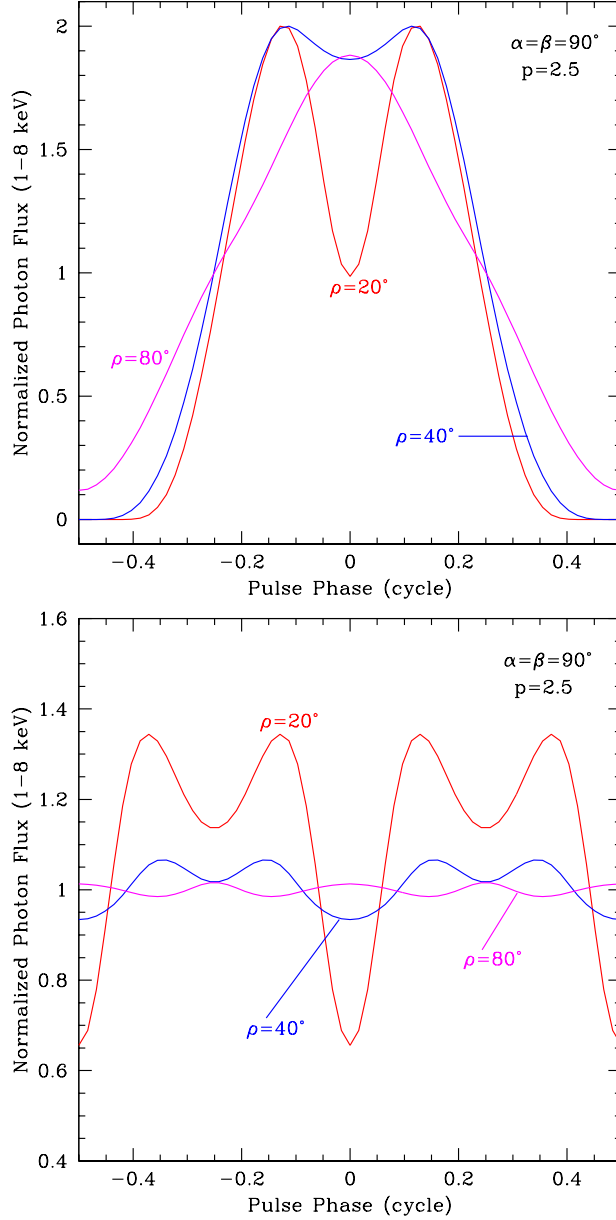 2
1.5
1
0.5
0
Normalized Photon Flux (1−8 keV)
α=β=90°
p=2.5
ρ=20°
ρ=80°
ρ=40°
−0.4
−0.2
0
0.2
0.4
Pulse Phase (cycle)
1.6
1.4
1.2
1
0.8
0.6
0.4
Normalized Photon Flux (1−8 keV)
α=β=90°
p=2.5
ρ=20°
ρ=80°
ρ=40°
−0.4
−0.2
0
0.2
0.4
Pulse Phase (cycle)